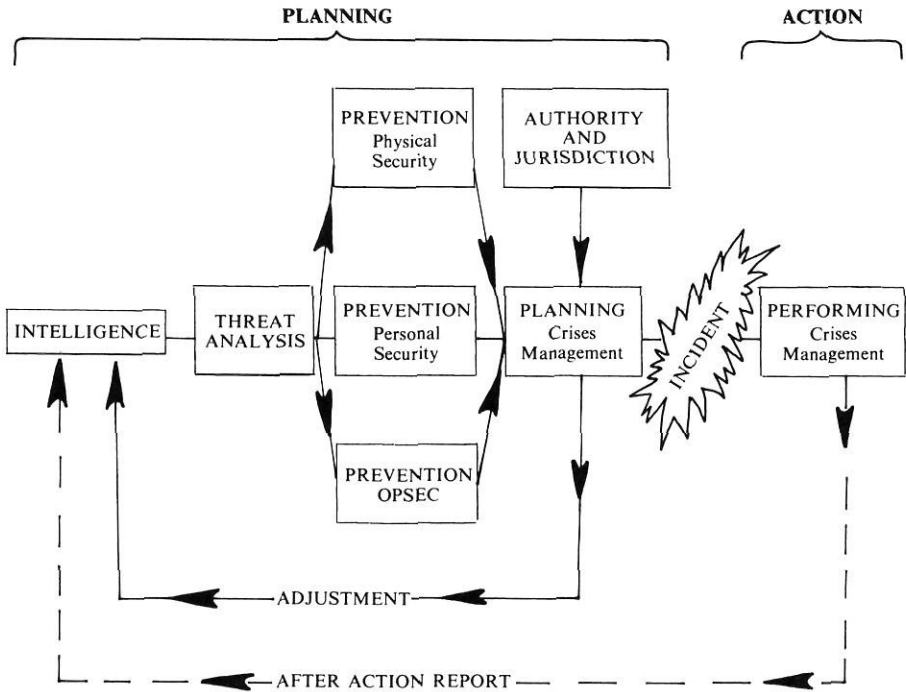 PLANNING
ACTION
PREVENTION
Physical
Security
AUTHORITY
AND
JURISDICTION
INTELLIGENCE
THREAT
ANALYSIS
PREVENTION
Personal
Security
PLANNING
Crises
Management
INCIDENT
PERFORMING
Crises
Management
PREVENTION
OPSEC
ADJUSTMENT
AFTER ACTION REPORT